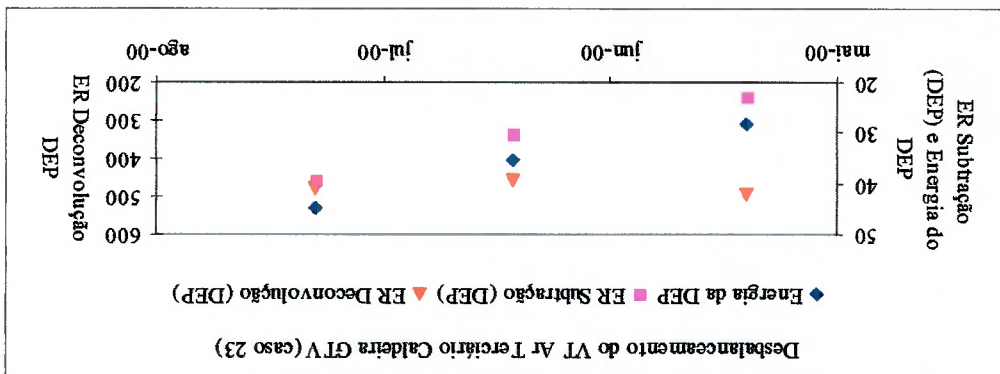 Desbalanceamento do VT Ar Terciário Caldeira GTV (caso 23)
Energia da DEP ER Subtração (DEP) ER Deconvolução (DEP)
ER Subtração
(DEP) e Energia do
DEP
50
40
30
20
600
500
400
300
200
ER Deconvolução
DEP
mai-00 jun-00 jul-00 ago-00